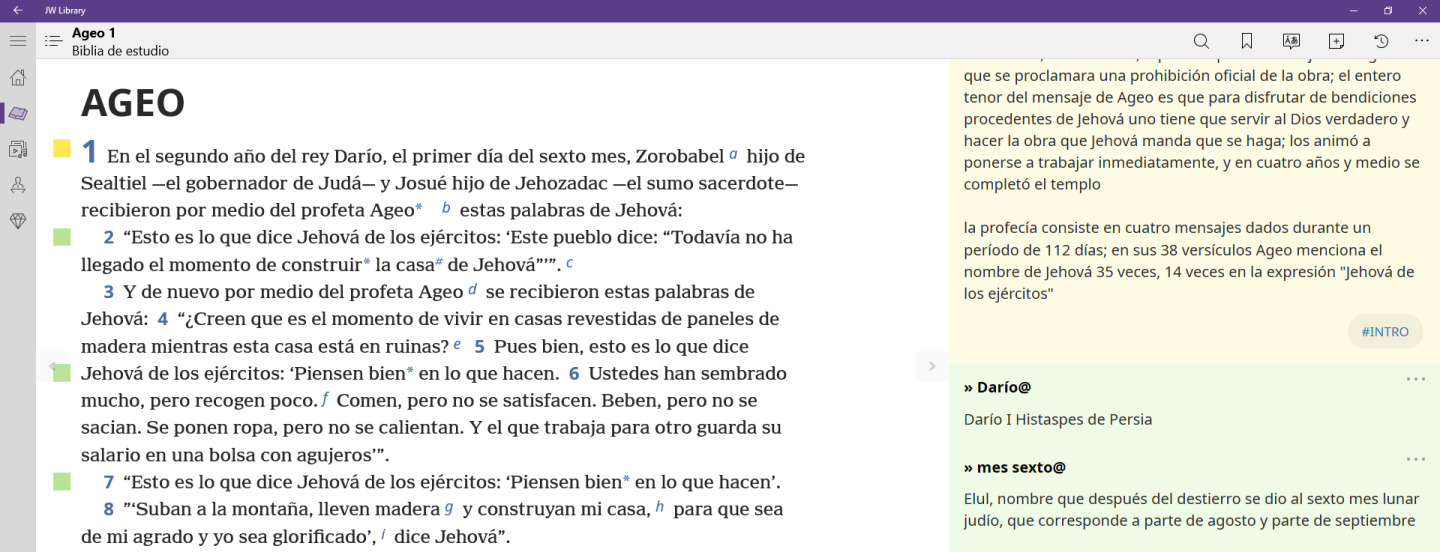 JW Library
Ageo 1
Biblia de estudio
AGEO
1 En el segundo año del rey Darío, el primer día del sexto mes, Zorobabel a hijo de
Sealtiel —el gobernador de Judá— y Josué hijo de Jehozadac —el sumo sacerdote—
recibieron por medio del profeta Ageo* b estas palabras de Jehová:
2 “Esto es lo que dice Jehová de los ejércitos: ‘Este pueblo dice: “Todavía no ha
llegado el momento de construir* la casa# de Jehová”’”. c
3 Y de nuevo por medio del profeta Ageo d se recibieron estas palabras de
Jehová: 4 “¿Creen que es el momento de vivir en casas revestidas de paneles de
madera mientras esta casa está en ruinas? e 5 Pues bien, esto es lo que dice
Jehová de los ejércitos: ‘Piensen bien* en lo que hacen. 6 Ustedes han sembrado
mucho, pero recogen poco. f Comen, pero no se satisfacen. Beben, pero no se
sacian. Se ponen ropa, pero no se calientan. Y el que trabaja para otro guarda su
salario en una bolsa con agujeros’”.
7 “Esto es lo que dice Jehová de los ejércitos: ‘Piensen bien* en lo que hacen’.
8 ”‘Suban a la montaña, lleven madera g y construyan mi casa, h para que sea
de mi agrado y yo sea glorificado’, i dice Jehová”.
que se proclamara una prohibición oficial de la obra; el entero
tenor del mensaje de Ageo es que para disfrutar de bendiciones
procedentes de Jehová uno tiene que servir al Dios verdadero y
hacer la obra que Jehová manda que se haga; los animó a
ponerse a trabajar inmediatamente, y en cuatro años y medio se
completó el templo
la profecía consiste en cuatro mensajes dados durante un
período de 112 días; en sus 38 versículos Ageo menciona el
nombre de Jehová 35 veces, 14 veces en la expresión "Jehová de
los ejércitos"
#INTRO
» Darío@
Darío I Histaspes de Persia
» mes sexto@
Elul, nombre que después del destierro se dio al sexto mes lunar
judío, que corresponde a parte de agosto y parte de septiembre